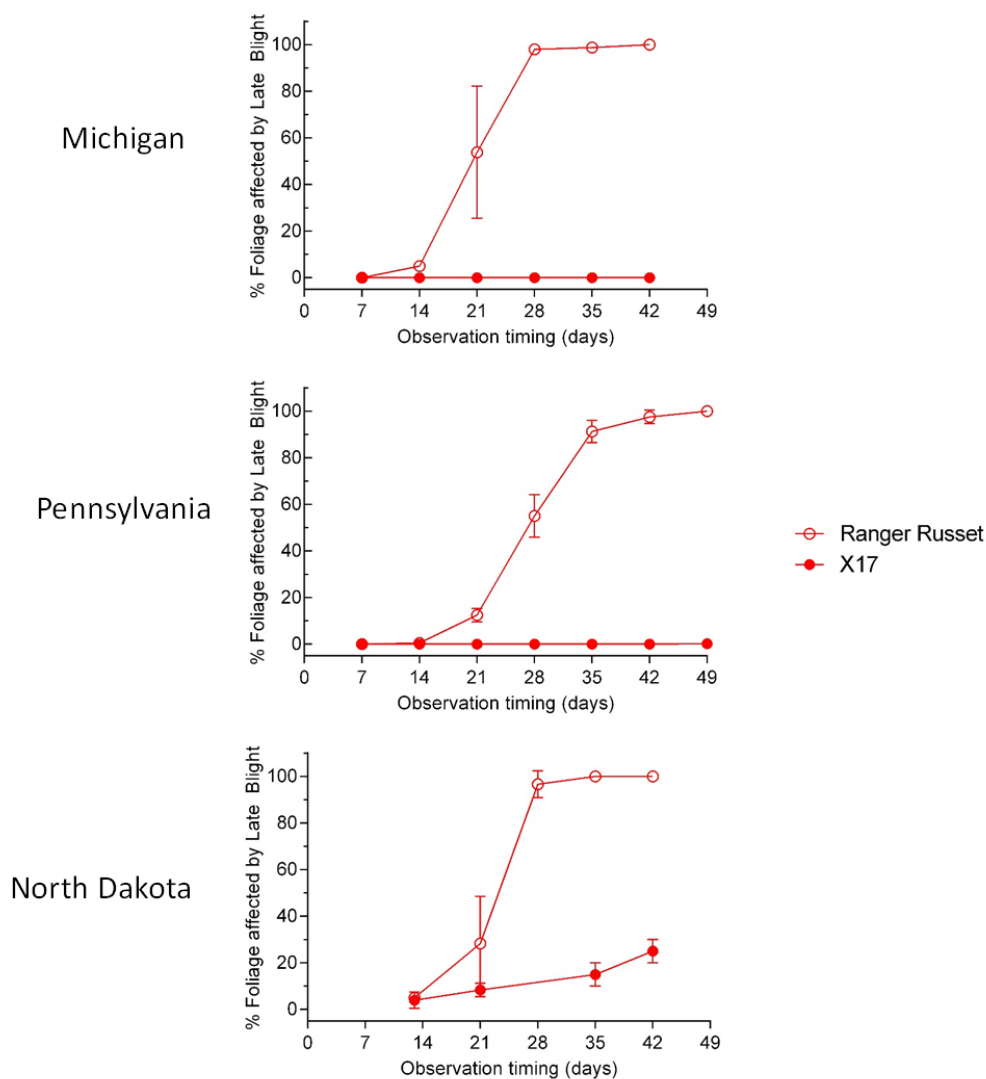 Michigan
% Foliage affected by Late Blight
100
80
60
40
20
0
0 7 14 21 28 35 42 49
Observation timing (days)
Pennsylvania
% Foliage affected by Late Blight
100
80
60
40
20
0
0 7 14 21 28 35 42 49
Observation timing (days)
Ranger Russet
X17
North Dakota
% Foliage affected by Late Blight
100
80
60
40
20
0
0 7 14 21 28 35 42 49
Observation timing (days)